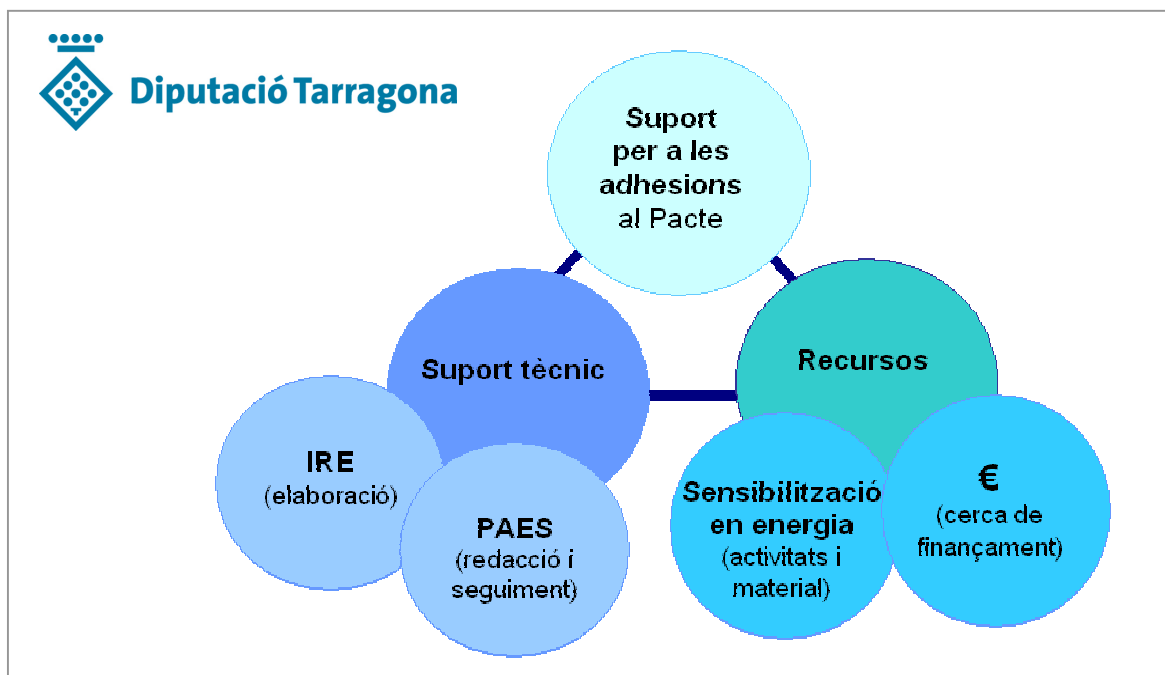 Diputació Tarragona
Suport
per a les
adhesions
al Pacte
Suport tècnic
Recursos
IRE
(elaboració)
PAES
(redacció i
seguiment)
Sensibilització
en energia
(activitats i
material)
€
(cerca de
finançament)